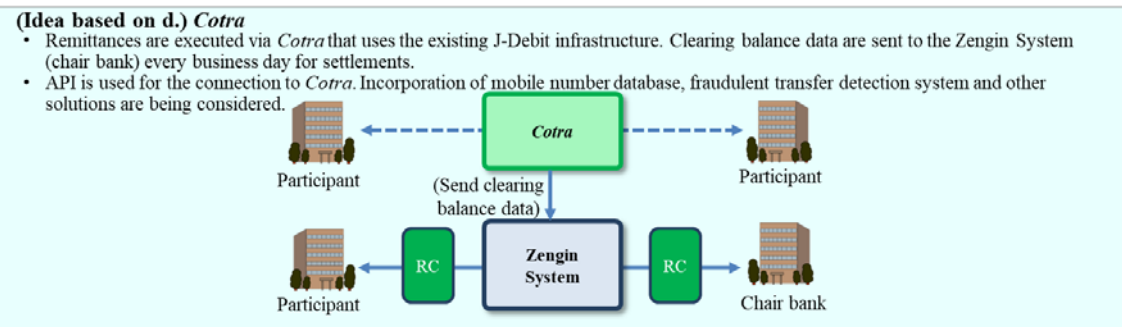 (Idea based on d.) Cotra
• Remittances are executed via Cotra that uses the existing J-Debit infrastructure. Clearing balance data are sent to the Zengin System
(chair bank) every business day for settlements.
• API is used for the connection to Cotra. Incorporation of mobile number database, fraudulent transfer detection system and other
solutions are being considered.
Cotra
Participant
Participant
(Send clearing
balance data)
RC
Zengin
System
RC
Participant
Chair bank